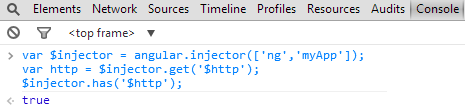 Elements Network Sources Timeline Profiles Resources Audits Console
<top frame>
var $injector = angular.injector(['ng','myApp']);
var http = $injector.get('$http');
$injector.has('$http');
true